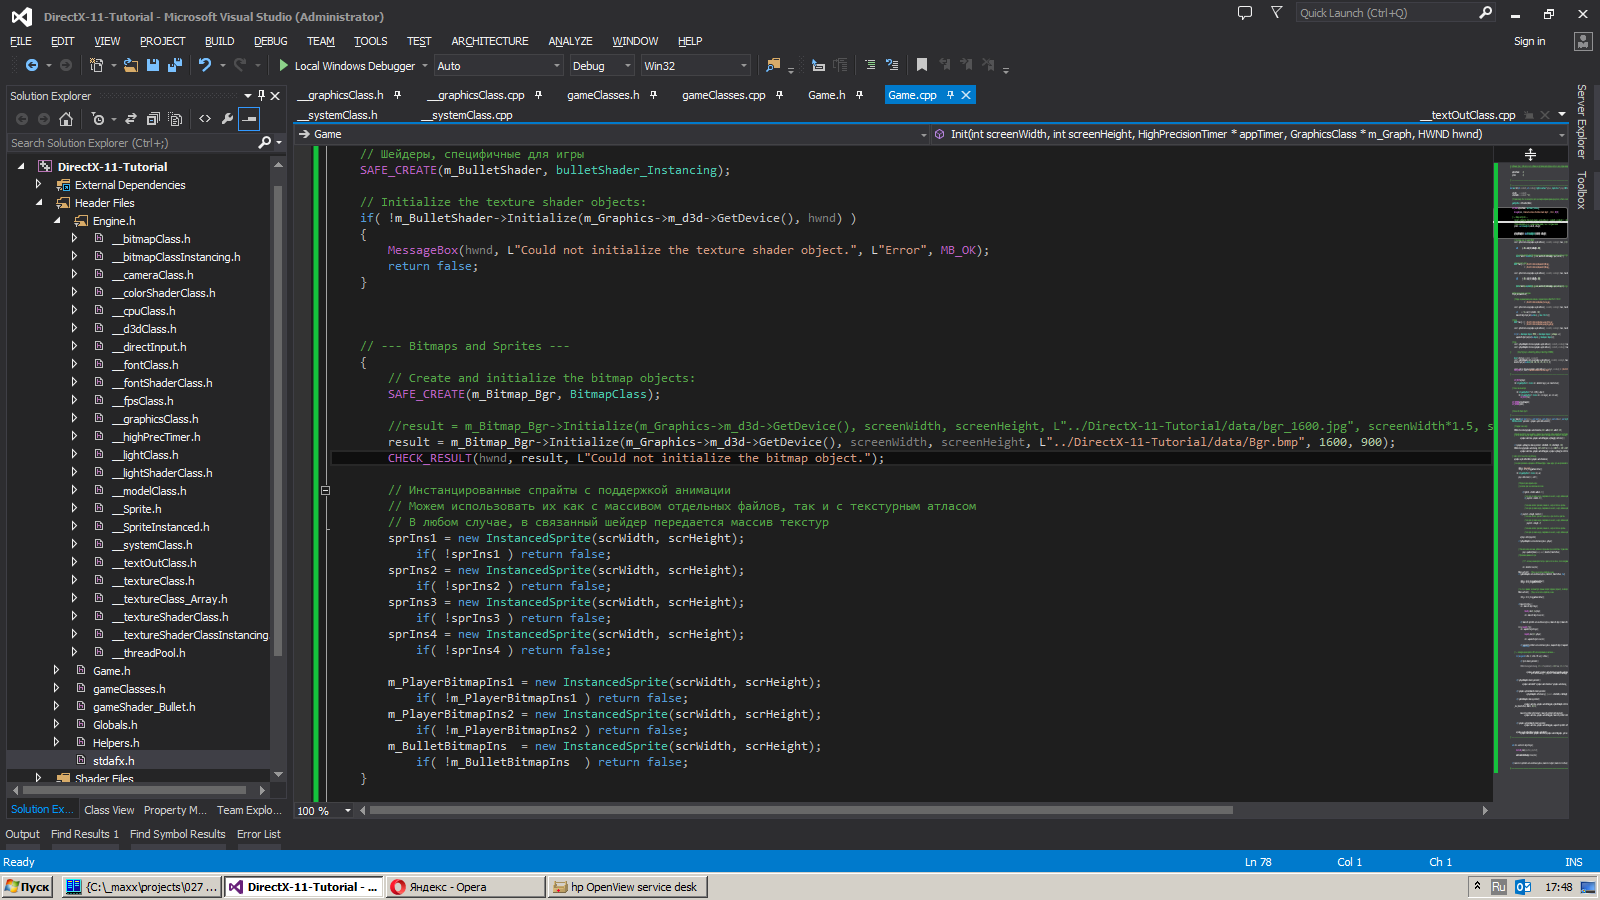 DirectX-11-Tutorial - Microsoft Visual Studio (Administrator)
Quick Launch (Ctrl+Q)
FILE EDIT VIEW PROJECT BUILD DEBUG TEAM TOOLS TEST ARCHITECTURE ANALYZE WINDOW HELP
Sign in
Local Windows Debugger Auto Debug Win32
Solution Explorer
Search Solution Explorer (Ctrl+;)
DirectX-11-Tutorial
External Dependencies
Header Files
Engine.h
__bitmapClass.h
__bitmapClassInstancing.h
__cameraClass.h
__colorShaderClass.h
__cpuClass.h
__d3dClass.h
__directInput.h
__fontClass.h
__fontShaderClass.h
__fpsClass.h
__graphicsClass.h
__highPrecTimer.h
__lightClass.h
__lightShaderClass.h
__modelClass.h
__Sprite.h
__SpriteInstanced.h
__systemClass.h
__textOutClass.h
__textureClass.h
__textureClass_Array.h
__textureShaderClass.h
__textureShaderClassInstancing
__threadPool.h
Game.h
gameClasses.h
gameShader_Bullet.h
Globals.h
Helpers.h
stdafx.h
Shader Files
Solution Ex... Class View Property M... Team Explo...
__graphicsClass.h __graphicsClass.cpp gameClasses.h gameClasses.cpp Game.h Game.cpp
__systemClass.h __systemClass.cpp __textOutClass.cpp
Game
Init(int screenWidth, int screenHeight, HighPrecisionTimer * appTimer, GraphicsClass * m_Graph, HWND hwnd)
// Шейдеры, специфичные для игры
SAFE_CREATE(m_BulletShader, bulletShader_Instancing);
// Initialize the texture shader objects:
if( !m_BulletShader->Initialize(m_Graphics->m_d3d->GetDevice(), hwnd) )
{
MessageBox(hwnd, L"Could not initialize the texture shader object.", L"Error", MB_OK);
return false;
}
// --- Bitmaps and Sprites ---
{
// Create and initialize the bitmap objects:
SAFE_CREATE(m_Bitmap_Bgr, BitmapClass);
//result = m_Bitmap_Bgr->Initialize(m_Graphics->m_d3d->GetDevice(), screenWidth, screenHeight, L"../DirectX-11-Tutorial/data/bgr_1600.jpg", screenWidth*1.5, s
result = m_Bitmap_Bgr->Initialize(m_Graphics->m_d3d->GetDevice(), screenWidth, screenHeight, L"../DirectX-11-Tutorial/data/Bgr.bmp", 1600, 900);
CHECK_RESULT(hwnd, result, L"Could not initialize the bitmap object.");
// Инстанцированные спрайты с поддержкой анимации
// Можем использовать их как с массивом отдельных файлов, так и с текстурным атласом
// В любом случае, в связанный шейдер передается массив текстур
sprIns1 = new InstancedSprite(scrWidth, scrHeight);
if( !sprIns1 ) return false;
sprIns2 = new InstancedSprite(scrWidth, scrHeight);
if( !sprIns2 ) return false;
sprIns3 = new InstancedSprite(scrWidth, scrHeight);
if( !sprIns3 ) return false;
sprIns4 = new InstancedSprite(scrWidth, scrHeight);
if( !sprIns4 ) return false;
m_PlayerBitmapIns1 = new InstancedSprite(scrWidth, scrHeight);
if( !m_PlayerBitmapIns1 ) return false;
m_PlayerBitmapIns2 = new InstancedSprite(scrWidth, scrHeight);
if( !m_PlayerBitmapIns2 ) return false;
m_BulletBitmapIns  = new InstancedSprite(scrWidth, scrHeight);
if( !m_BulletBitmapIns  ) return false;
}
100 %
Server Explorer
Toolbox
Output Find Results 1 Find Symbol Results Error List
Ready Ln 78 Col 1 Ch 1 INS
Пуск {C:\_maxx\projects\027 ... DirectX-11-Tutorial - ... Яндекс - Opera hp OpenView service desk Ru 17:48